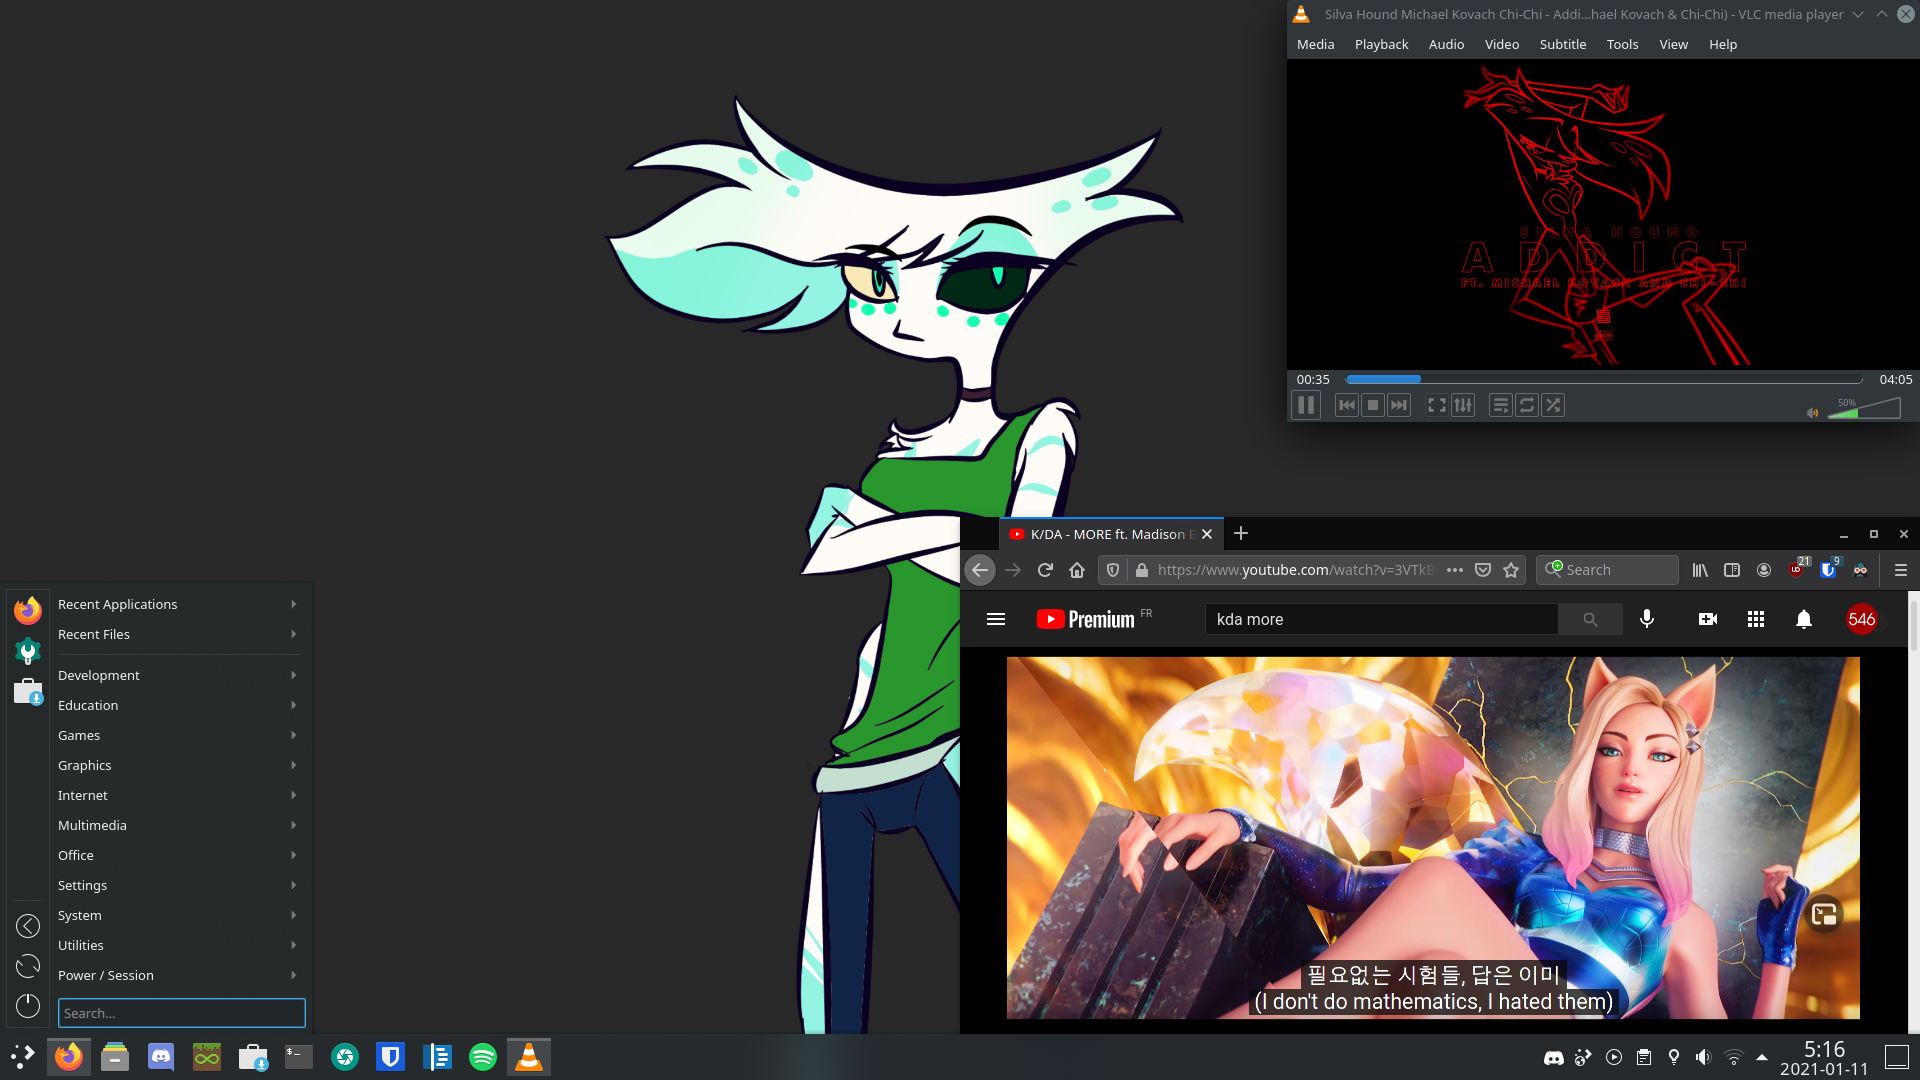 Silva Hound Michael Kovach Chi-Chi - Addi...hael Kovach & Chi-Chi) - VLC media player
Media Playback Audio Video Subtitle Tools View Help
SILVA HOUND
ADDICT
FT. MICHAEL KOVACH AND CHI-CHI
00:35 04:05
50%
K/DA - MORE ft. Madison B
https://www.youtube.com/watch?v=3VTkB
Search
21
9
Premium FR
kda more
546
필요없는 시험들, 답은 이미
(I don't do mathematics, I hated them)
Recent Applications
Recent Files
Development
Education
Games
Graphics
Internet
Multimedia
Office
Settings
System
Utilities
Power / Session
Search...
5:16
2021-01-11